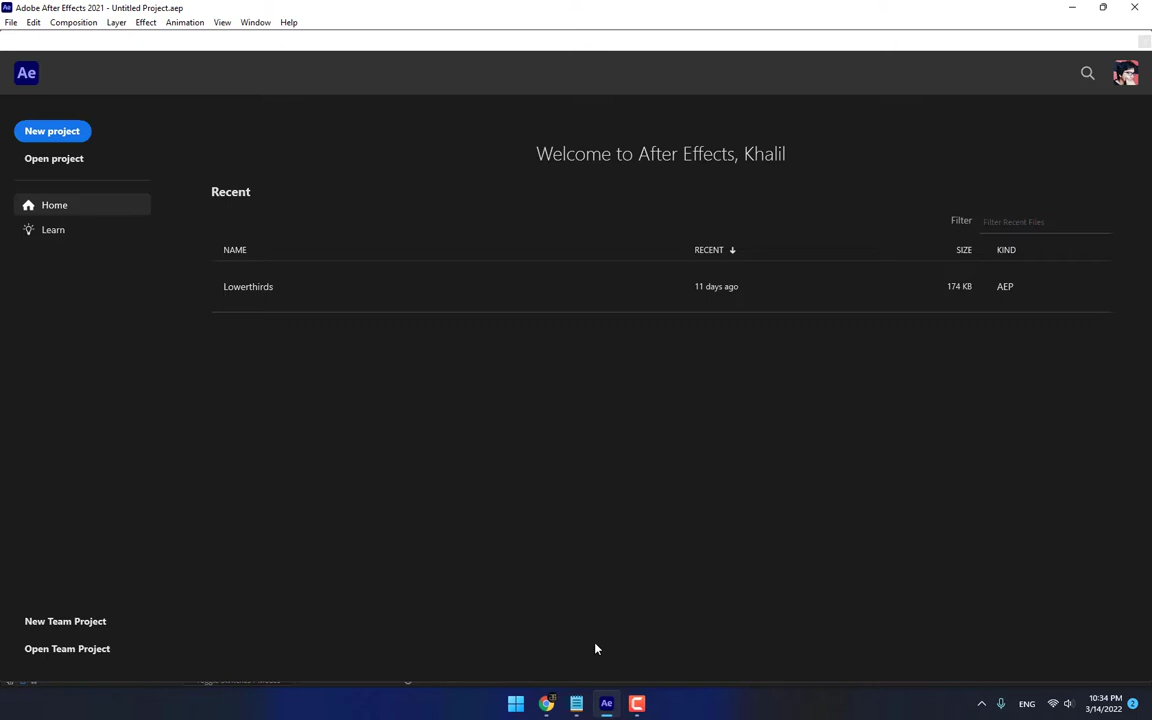 Adobe After Effects 2021 - Untitled Project.aep
File Edit Composition Layer Effect Animation View Window Help
Ae
New project
Open project
Home
Learn
Welcome to After Effects, Khalil
Recent
Filter Filter Recent Files
NAME RECENT SIZE KIND
Lowerthirds 11 days ago 174 KB AEP
New Team Project
Open Team Project
Ae
ENG
10:34 PM
3/14/2022
2